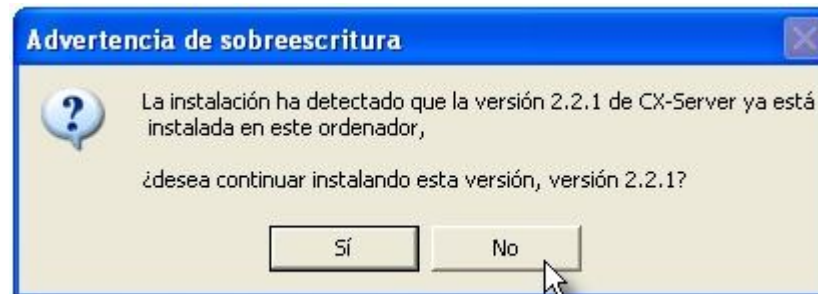 Advertencia de sobreescritura
La instalación ha detectado que la versión 2.2.1 de CX-Server ya está
instalada en este ordenador,
¿desea continuar instalando esta versión, versión 2.2.1?
Sí
No